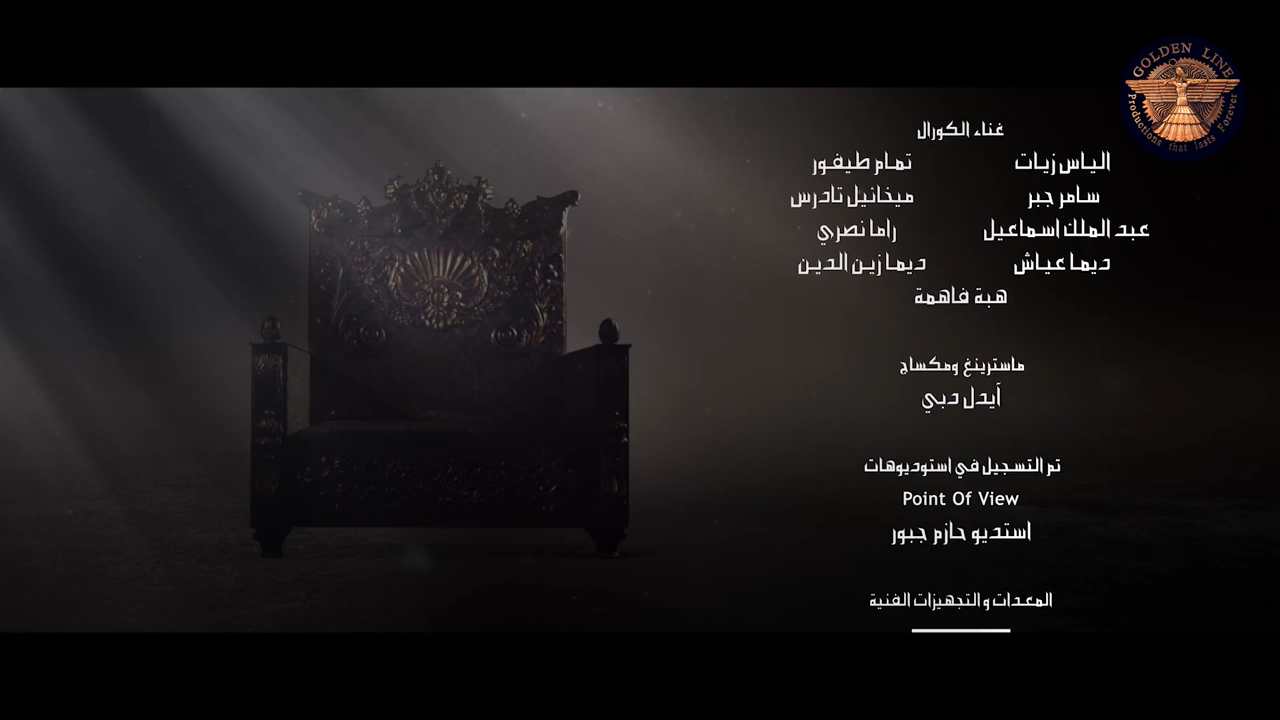 GOLDEN LINE
Productions that lasts Forever
غناء الكورال
الياس زيات تمام طيفور
سامر جبر ميخائيل تادرس
عبد الملك اسماعيل راما نصري
ديما عياش ديما زين الدين
هبة فاهمة
ماسترينغ ومكساج
أيدل دبي
تم التسجيل في استوديوهات
Point Of View
استديو حازم جبور
المعدات و التجهيزات الفنية